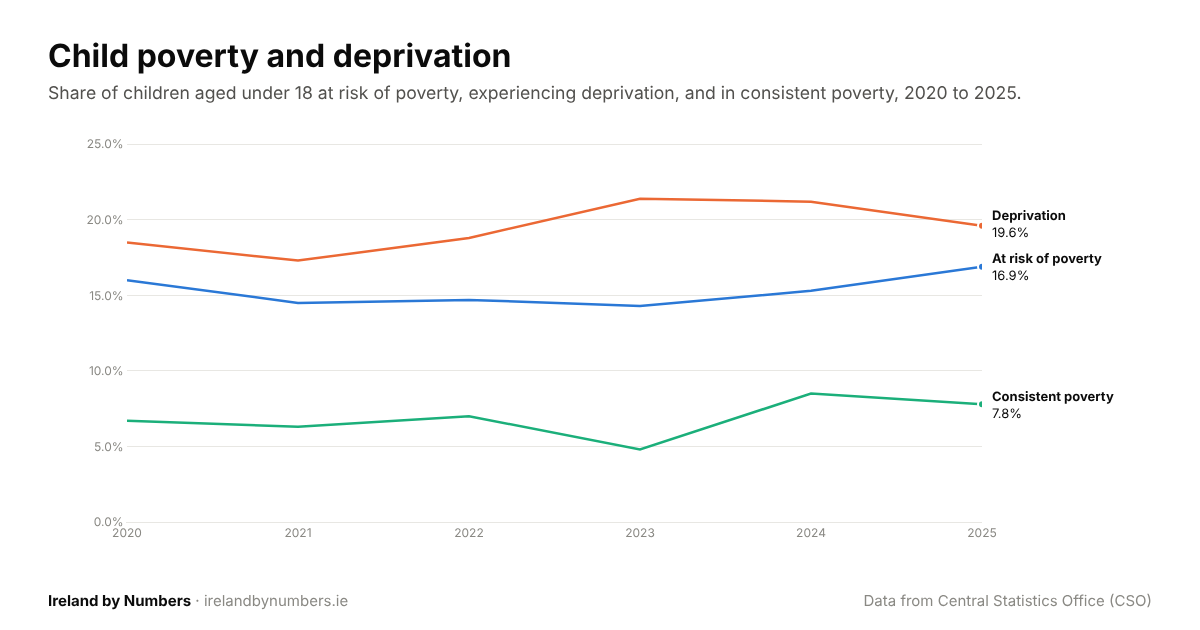 Child poverty and deprivation
Share of children aged under 18 at risk of poverty, experiencing deprivation, and in consistent poverty, 2020 to 2025.
25.0%
20.0%
15.0%
10.0%
5.0%
0.0%
2020
2021
2022
2023
2024
2025
Deprivation
19.6%
At risk of poverty
16.9%
Consistent poverty
7.8%
Ireland by Numbers · irelandbynumbers.ie
Data from Central Statistics Office (CSO)